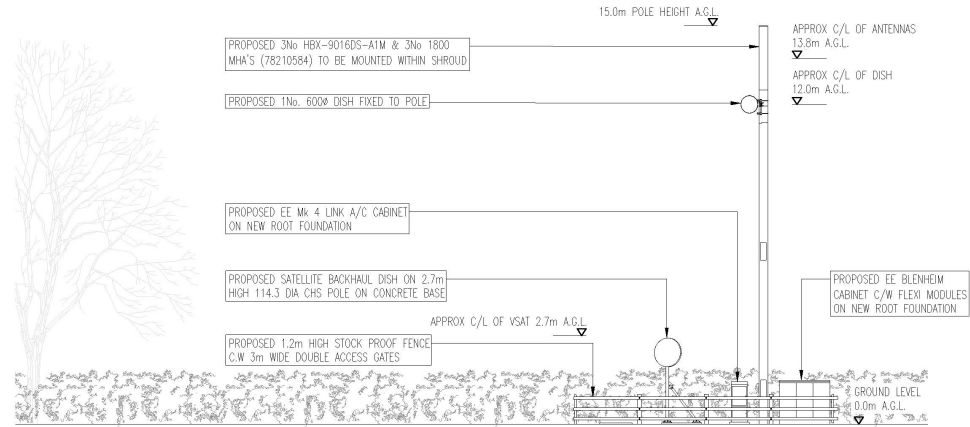 15.0m POLE HEIGHT A.G.L.
APPROX C/L OF ANTENNAS
13.8m A.G.L.
PROPOSED 3No HBX-9016DS-A1M & 3No 1800
MHA'S (78210584) TO BE MOUNTED WITHIN SHROUD
APPROX C/L OF DISH
12.0m A.G.L.
PROPOSED 1No. 600ø DISH FIXED TO POLE
PROPOSED EE Mk 4 LINK A/C CABINET
ON NEW ROOT FOUNDATION
PROPOSED SATELLITE BACKHAUL DISH ON 2.7m
HIGH 114.3 DIA CHS POLE ON CONCRETE BASE
PROPOSED EE BLENHEIM
CABINET C/W FLEXI MODULES
ON NEW ROOT FOUNDATION
APPROX C/L OF VSAT 2.7m A.G.L.
PROPOSED 1.2m HIGH STOCK PROOF FENCE
C.W 3m WIDE DOUBLE ACCESS GATES
GROUND LEVEL
0.0m A.G.L.